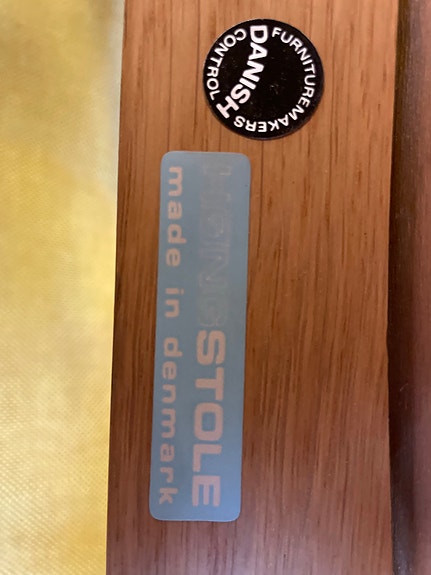 DANISH
FURNITUREMAKERS
CONTROL
STOLE
made in denmark